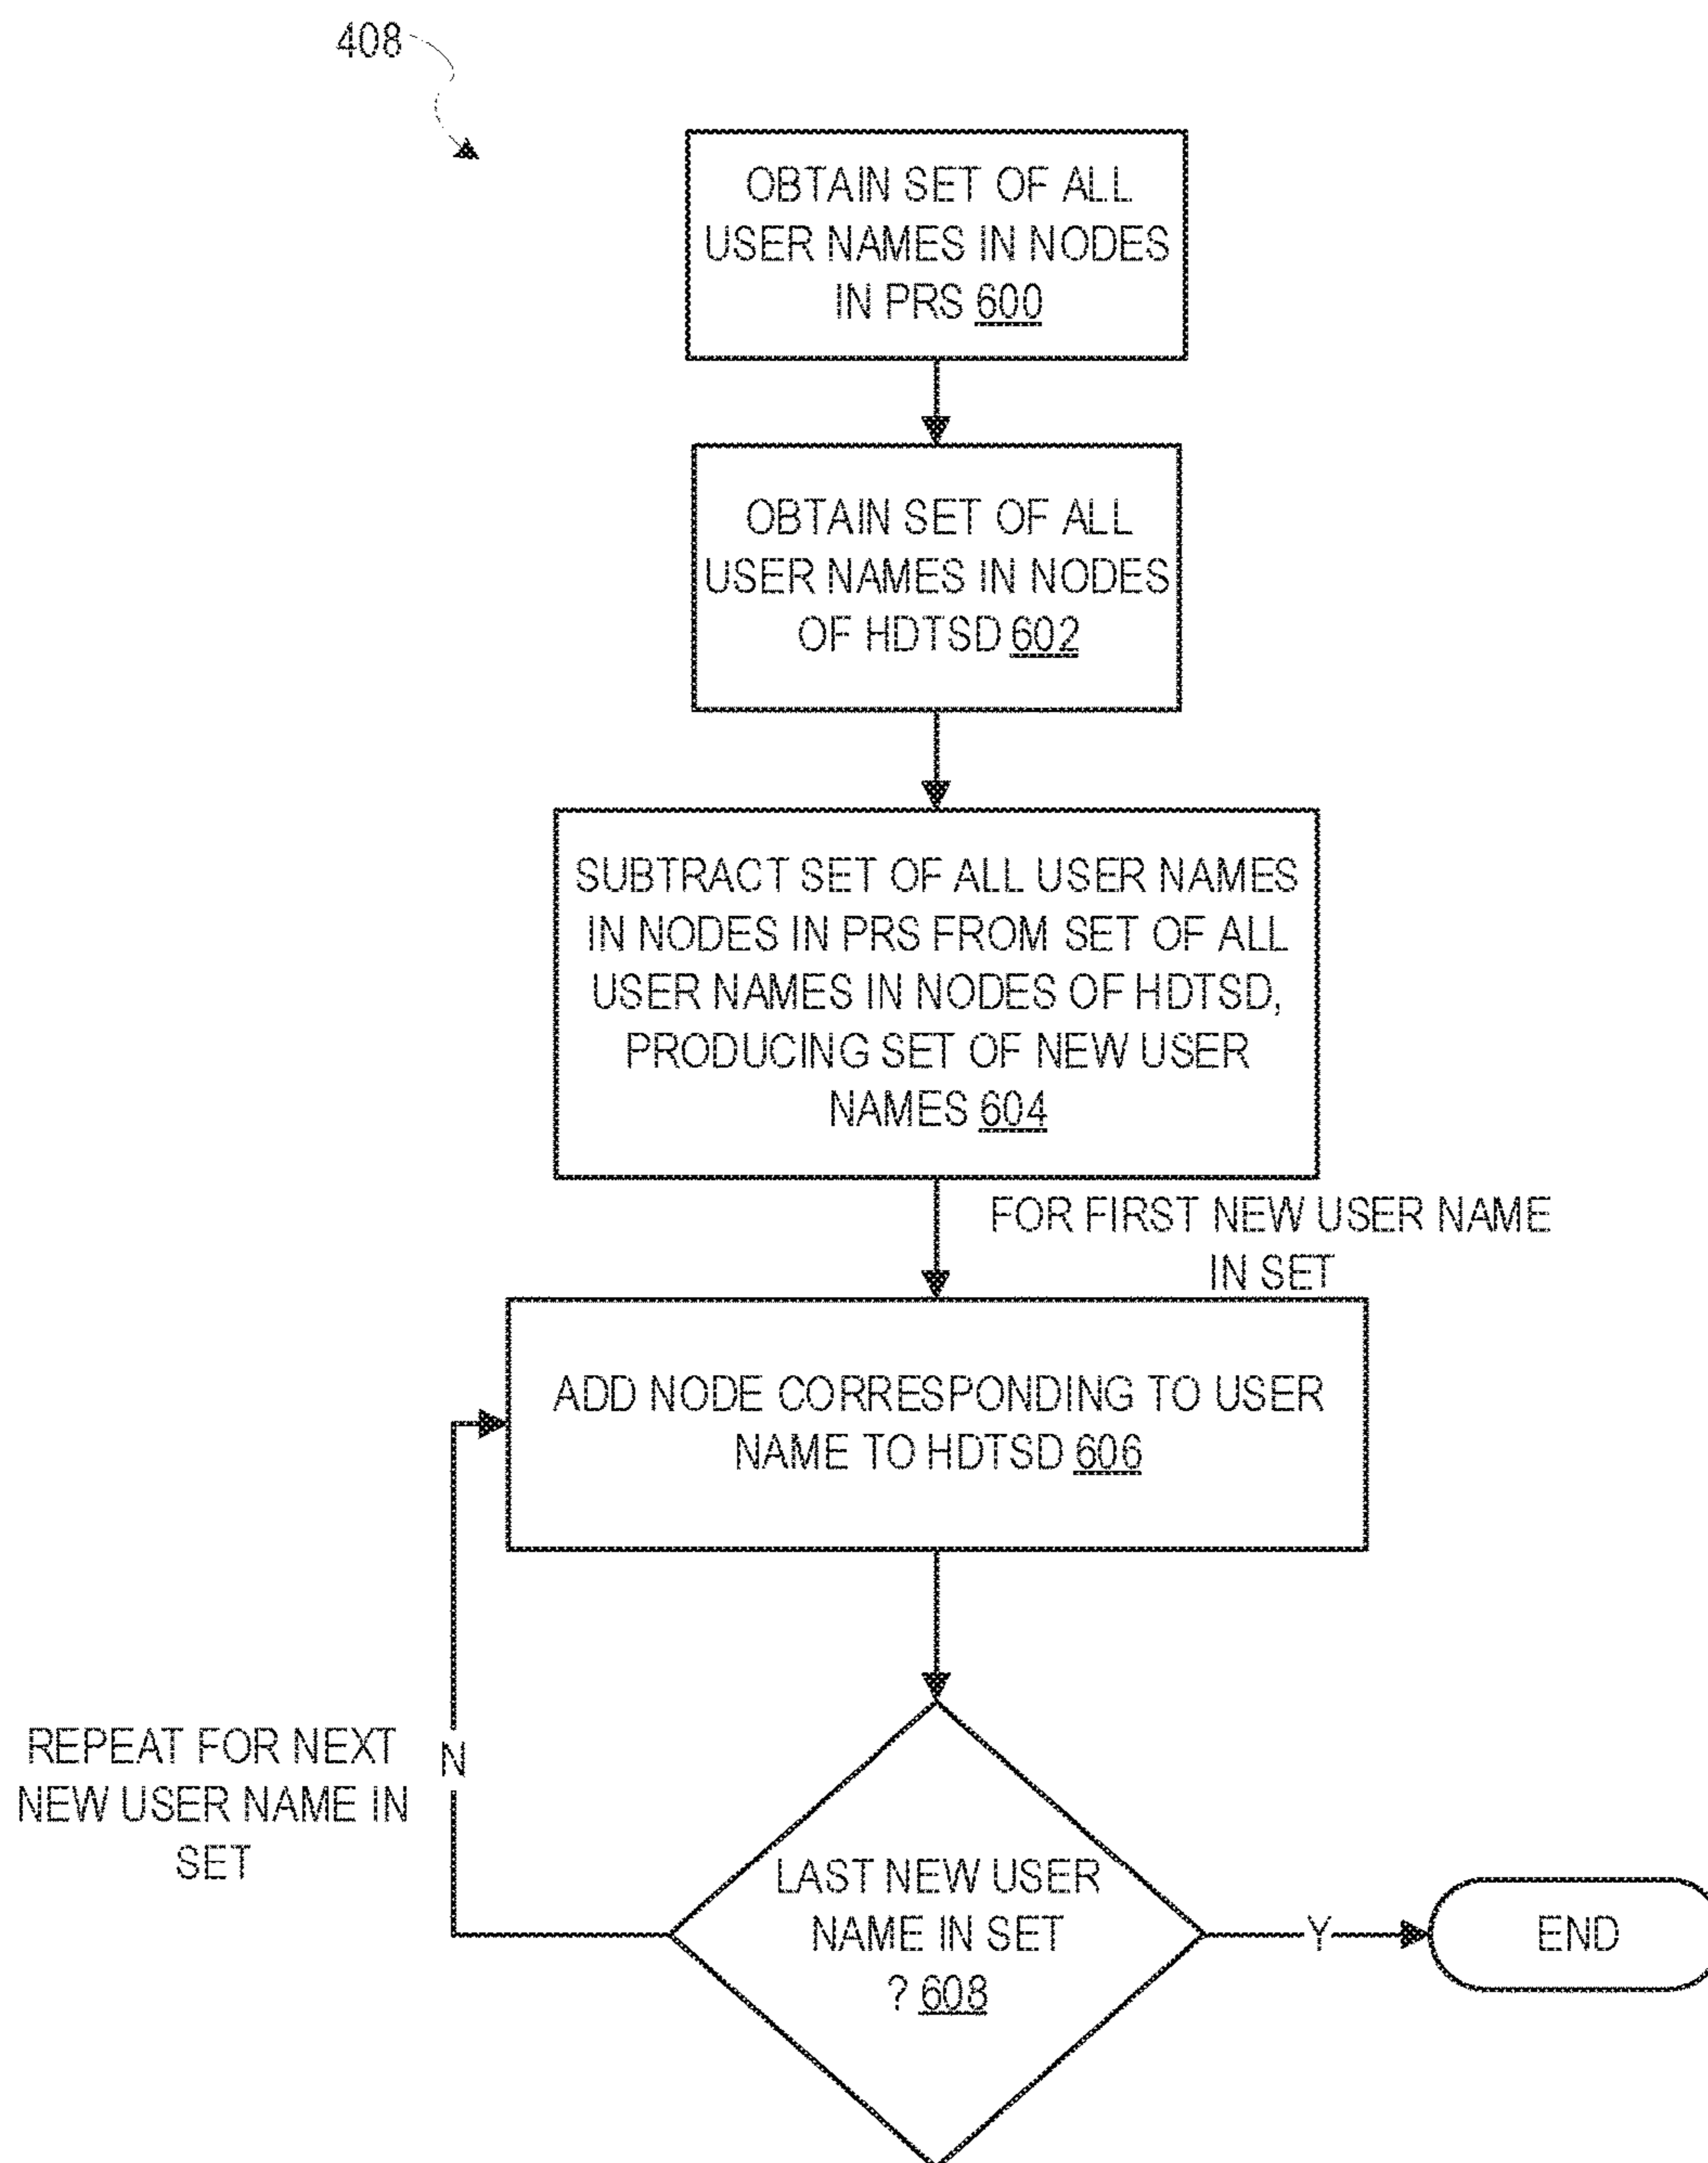 408
OBTAIN SET OF ALL
USER NAMES IN NODES
IN PRS 600
OBTAIN SET OF ALL
USER NAMES IN NODES
OF HDTSD 602
SUBTRACT SET OF ALL USER NAMES
IN NODES IN PRS FROM SET OF ALL
USER NAMES IN NODES OF HDTSD,
PRODUCING SET OF NEW USER
NAMES 604
FOR FIRST NEW USER NAME
IN SET
ADD NODE CORRESPONDING TO USER
NAME TO HDTSD 606
REPEAT FOR NEXT
NEW USER NAME IN
SET
N
LAST NEW USER
NAME IN SET
? 608
Y
END